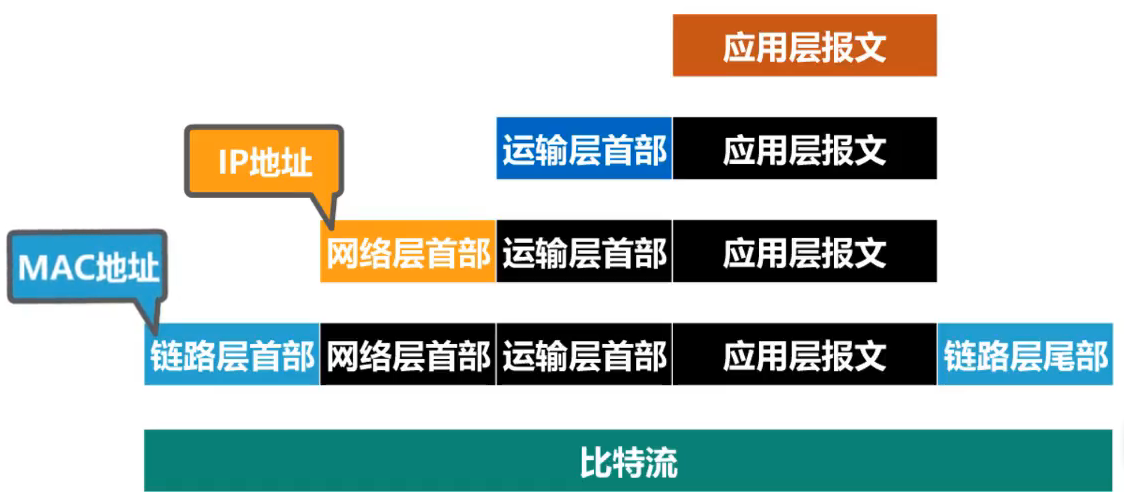 应用层报文
运输层首部 应用层报文
IP地址
网络层首部 运输层首部 应用层报文
MAC地址
链路层首部 网络层首部 运输层首部 应用层报文 链路层尾部
比特流